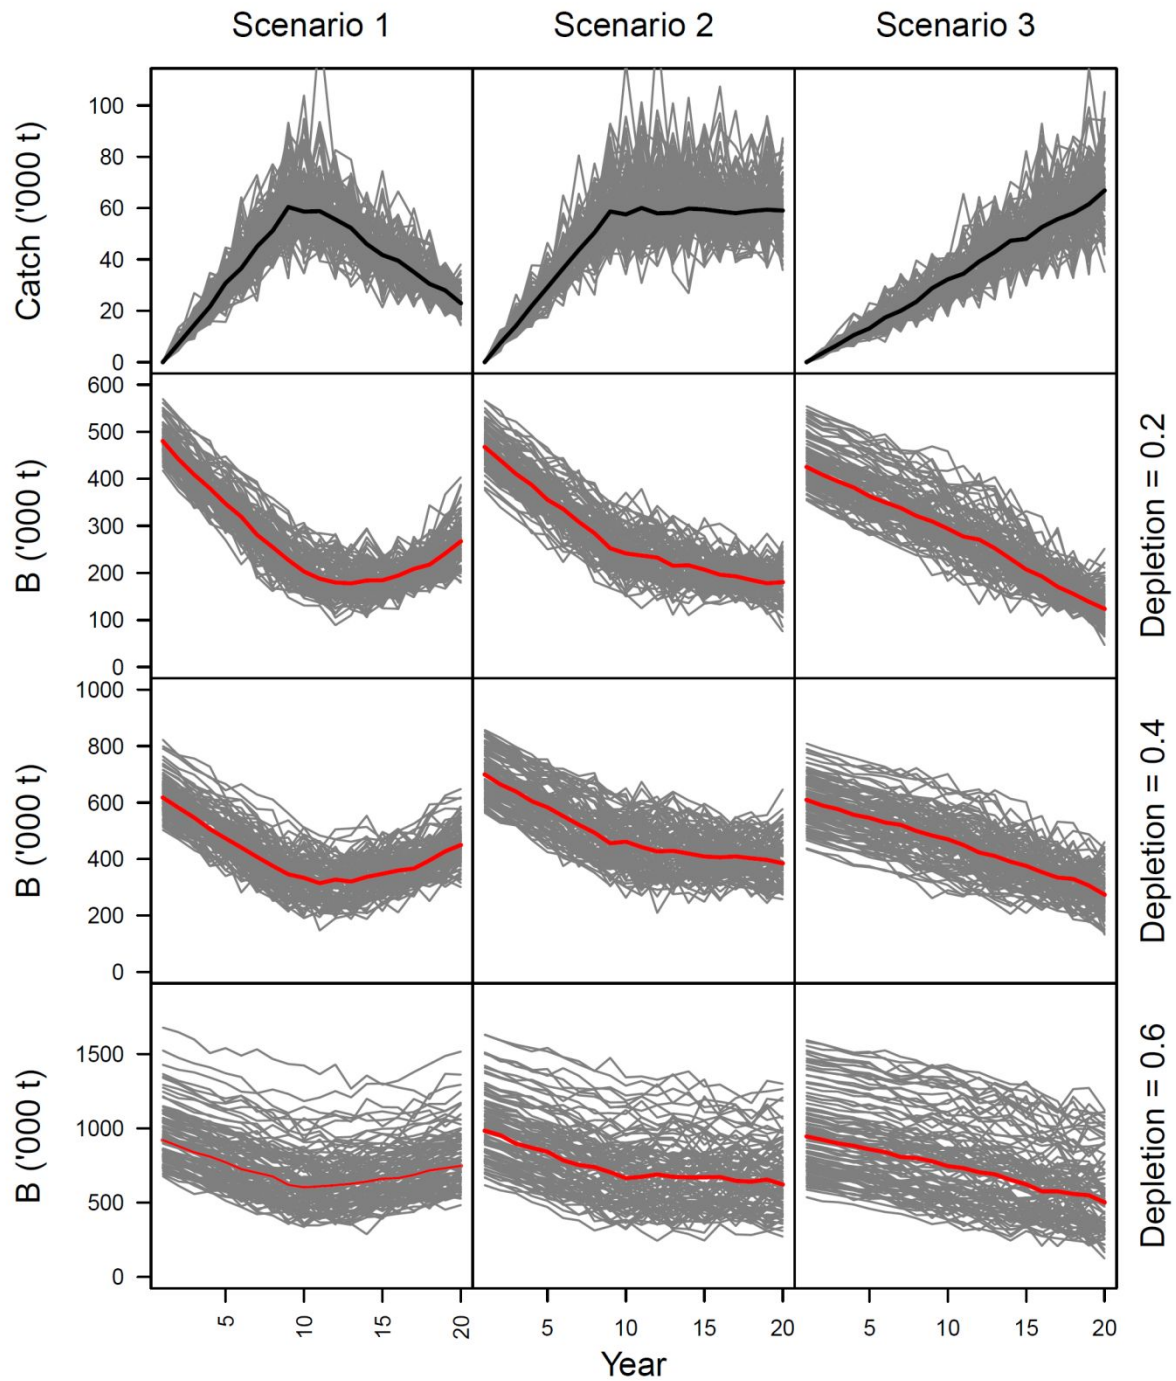 Scenario 1 Scenario 2 Scenario 3
Catch ('000 t)
100
80
60
40
20
0
B ('000 t)
600
500
400
300
200
100
0
Depletion = 0.2
B ('000 t)
1000
800
600
400
200
0
Depletion = 0.4
B ('000 t)
1500
1000
500
0
Depletion = 0.6
5 10 15 20 5 10 15 20 5 10 15 20
Year